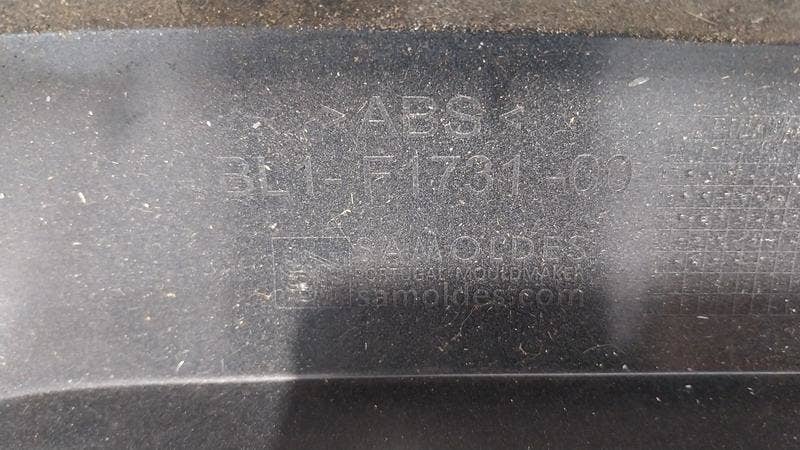 >ABS<
BL1-F1731-00
SAMOLDES
PORTUGAL MOULDMAKER
samoldes.com